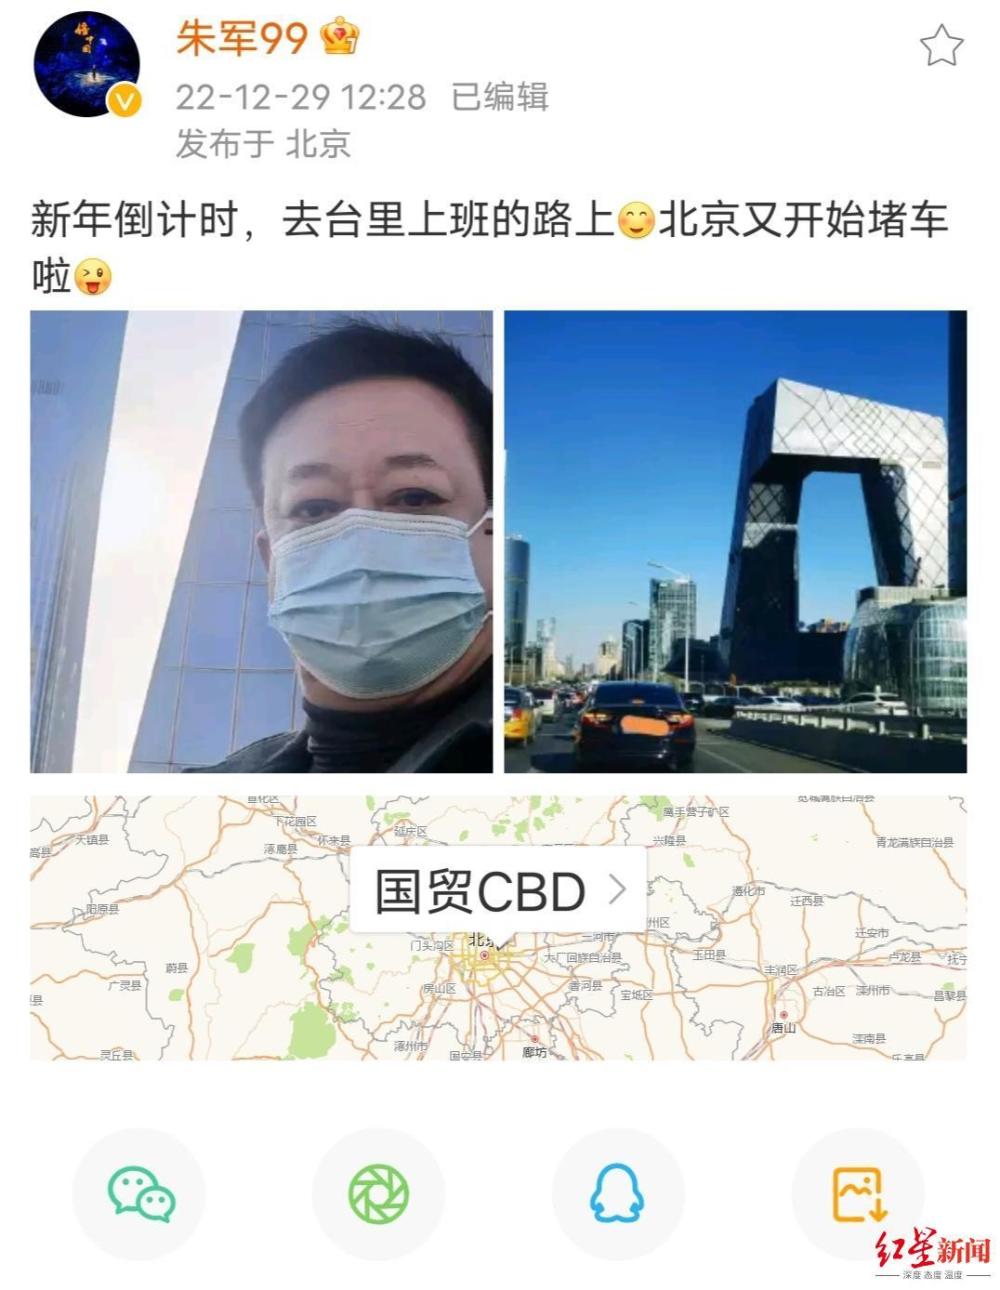 朱军99
22-12-29 12:28 已编辑
发布于 北京
新年倒计时，去台里上班的路上😊北京又开始堵车
啦😜
宣化区
下花园区
大镇县
怀来县
延庆区
涿鹿县
鹰手营子矿区
宽城满族自治县
兴隆县
青龙满族自治县
国贸CBD
阳原县
遵化市
迁西县
蔚县
门头沟区
北京
三河市
迁安市
大厂回族自治县
玉田县
丰润区
卢龙县
抚宁
广灵县
房山区
香河县
宝坻区
古冶区
滦州市
昌黎县
唐山
灵丘县
涿州市
固安县
廊坊
滦南县
乐亭县
红星新闻
深度 态度 温度